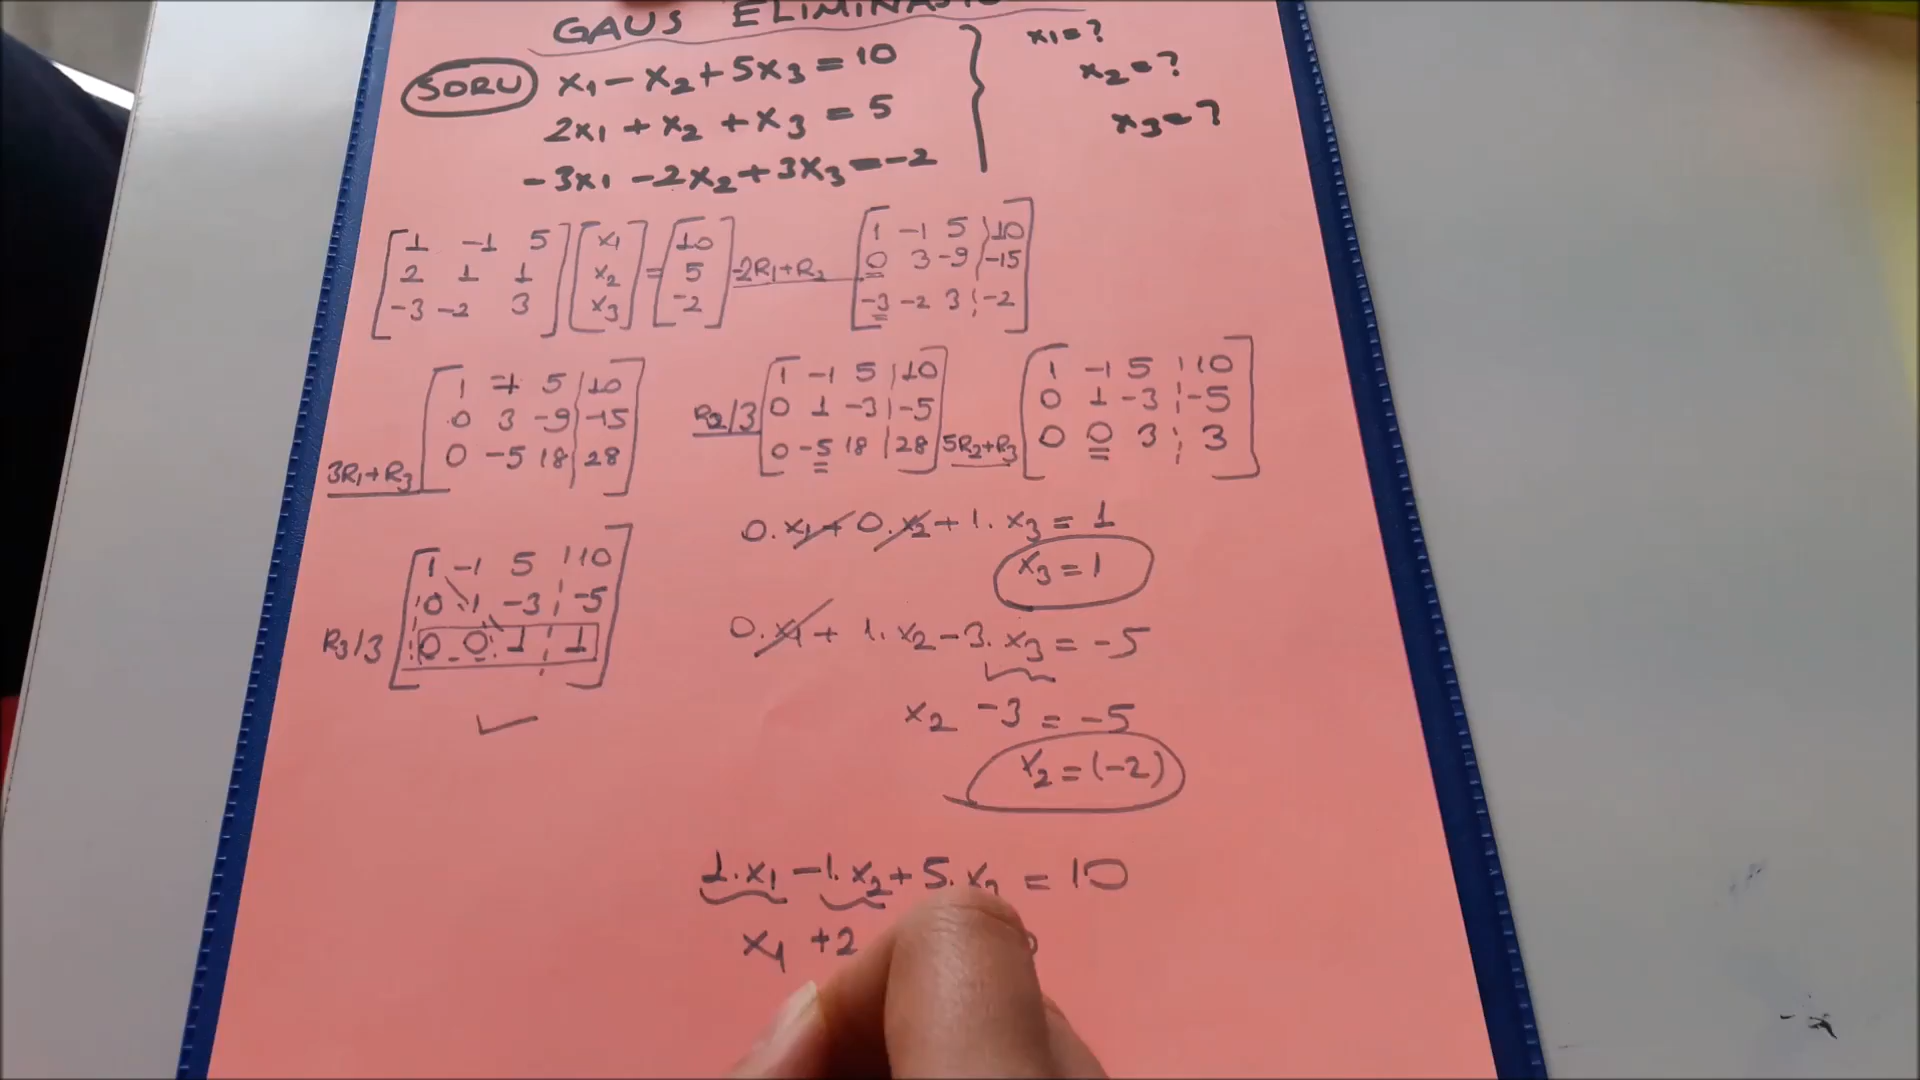 GAUS ELIMINASYO
SORU x₁ - x₂ + 5x₃ = 10
2x₁ + x₂ + x₃ = 5
-3x₁ - 2x₂ + 3x₃ = -2
x₁ = ?
x₂ = ?
x₃ = ?
1 -1 5 x₁ 10
2 1 1 x₂ = 5
-3 -2 3 x₃ -2
-2R₁+R₂
1 -1 5 10
0 3 -9 -15
-3 -2 3 -2
3R₁+R₃
1 -1 5 10
0 3 -9 -15
0 -5 18 28
R₂/3
1 -1 5 10
0 1 -3 -5
0 -5 18 28
5R₂+R₃
1 -1 5 10
0 1 -3 -5
0 0 3 3
R₃/3
1 -1 5 10
0 1 -3 -5
0 0 1 1
0.x₁ + 0.x₂ + 1.x₃ = 1
x₃ = 1
0.x₁ + 1.x₂ - 3.x₃ = -5
x₂ - 3 = -5
x₂ = (-2)
1.x₁ - 1.x₂ + 5.x₃ = 10
x₁ + 2